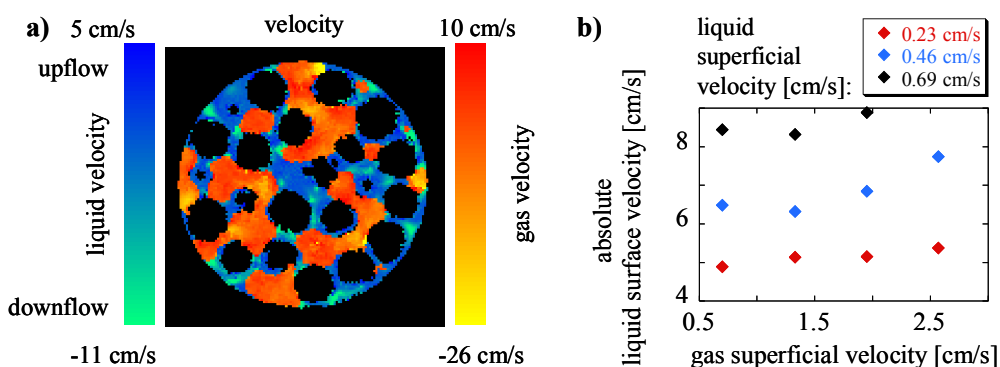 a)
velocity
5 cm/s
10 cm/s
upflow
downflow
liquid velocity
gas velocity
-11 cm/s
-26 cm/s
b)
liquid
superficial
velocity [cm/s]:
0.23 cm/s
0.46 cm/s
0.69 cm/s
absolute
liquid surface velocity [cm/s]
8
6
4
0.5
1.5
2.5
gas superficial velocity [cm/s]